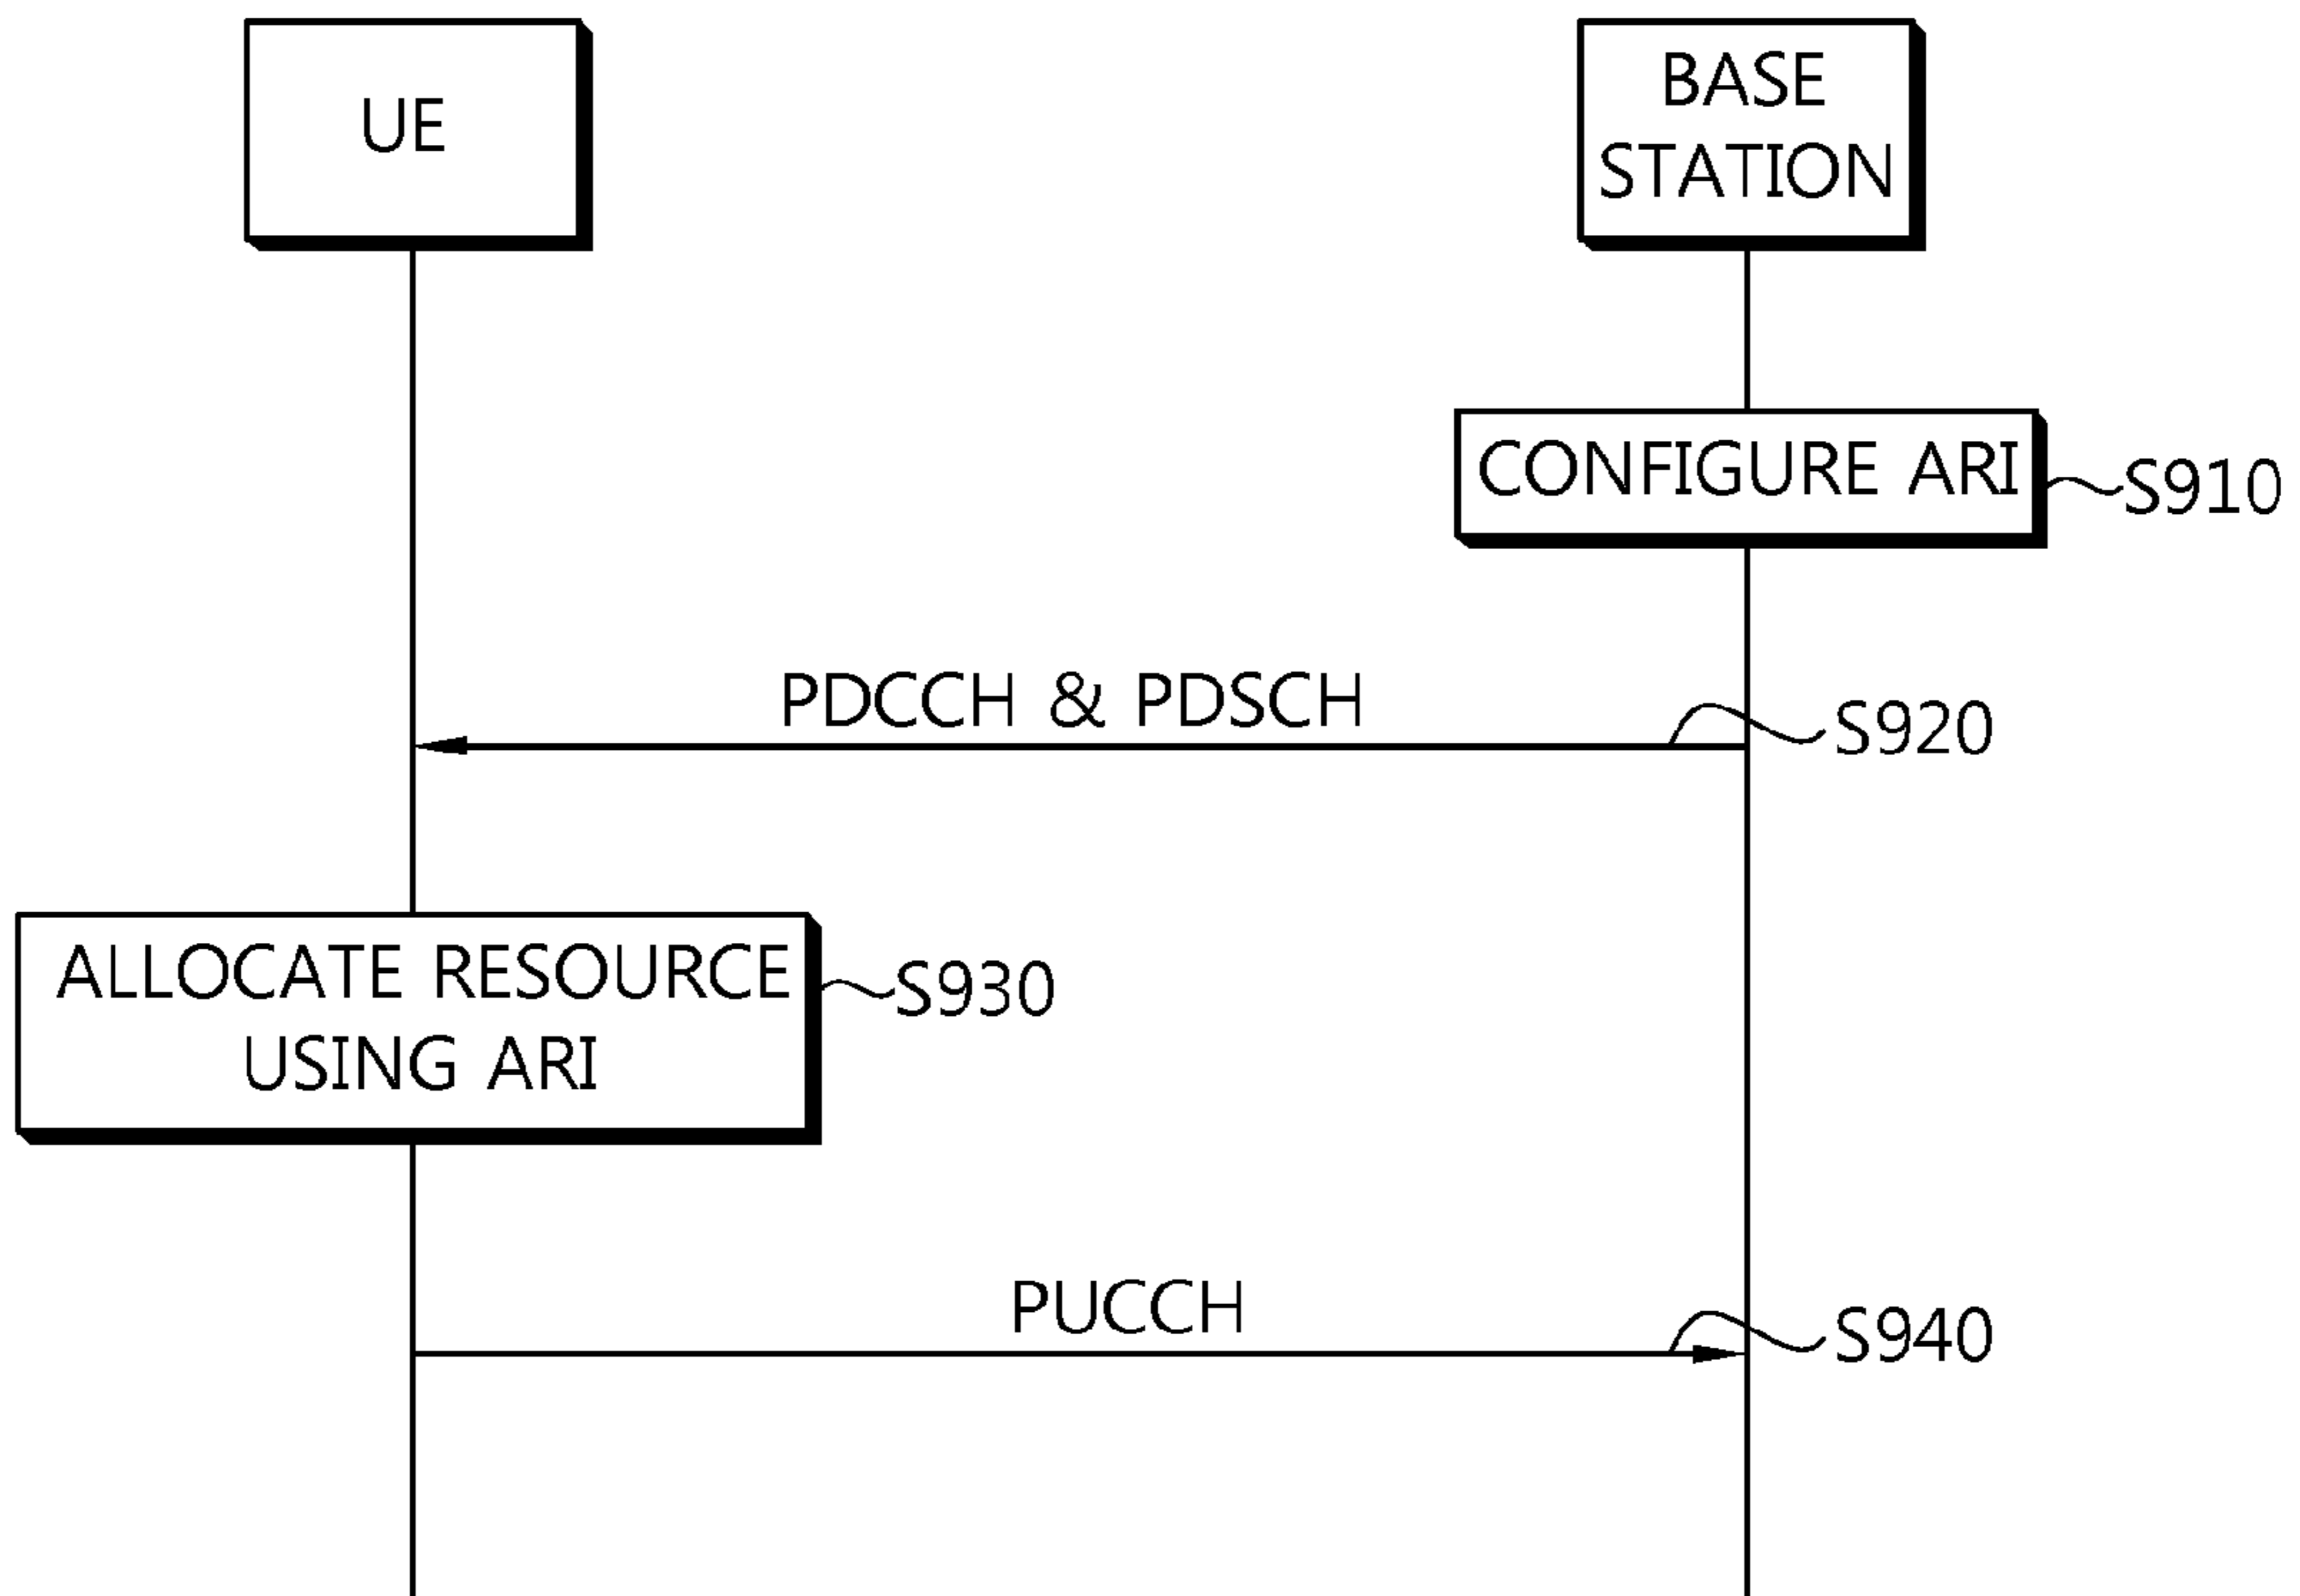 UE
BASE
STATION
CONFIGURE ARI
S910
PDCCH & PDSCH
S920
ALLOCATE RESOURCE
USING ARI
S930
PUCCH
S940